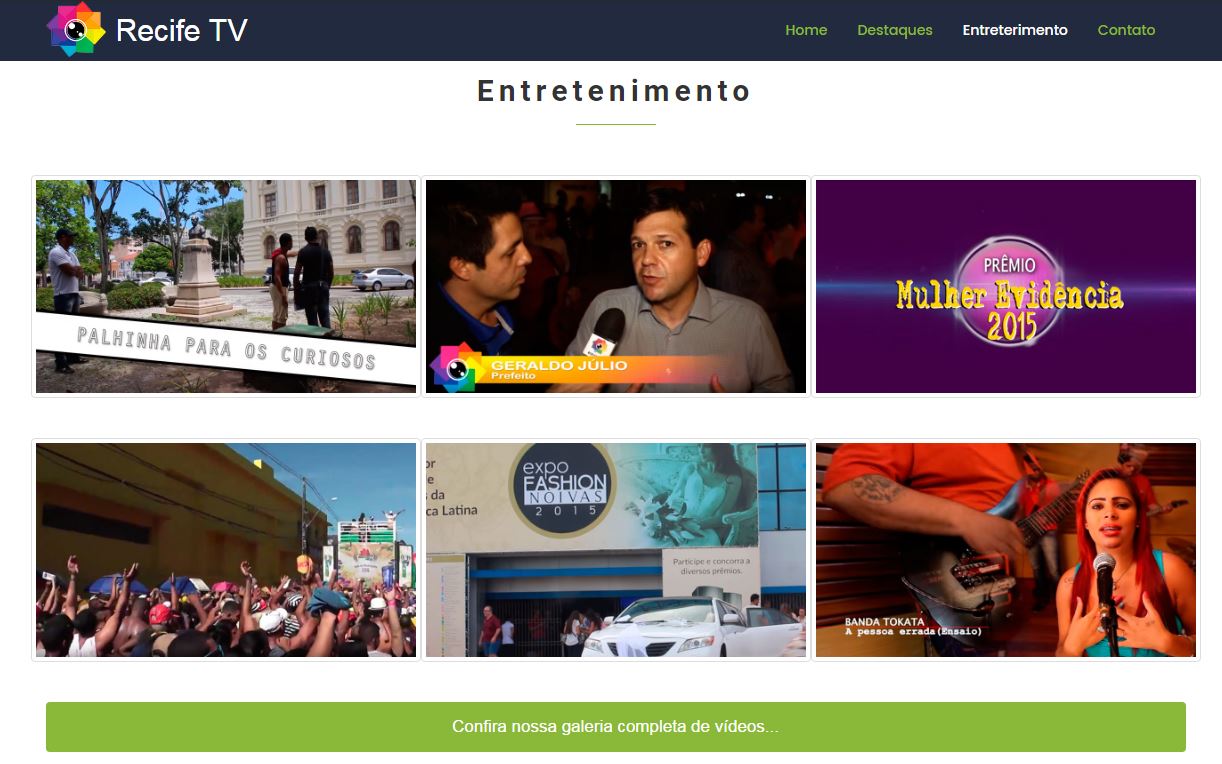 Recife TV
Home Destaques Entreterimento Contato
Entretenimento
PALHINHA PARA OS CURIOSOS
GERALDO JÚLIO
Prefeito
PRÊMIO
Mulher Evidência
2015
or
e
s da
ca Latina
expo
FASHION
NOIVAS
2015
Participe e concorra a
diversos prêmios.
BANDA TOKATA
A pessoa errada(Ensaio)
Confira nossa galeria completa de vídeos...